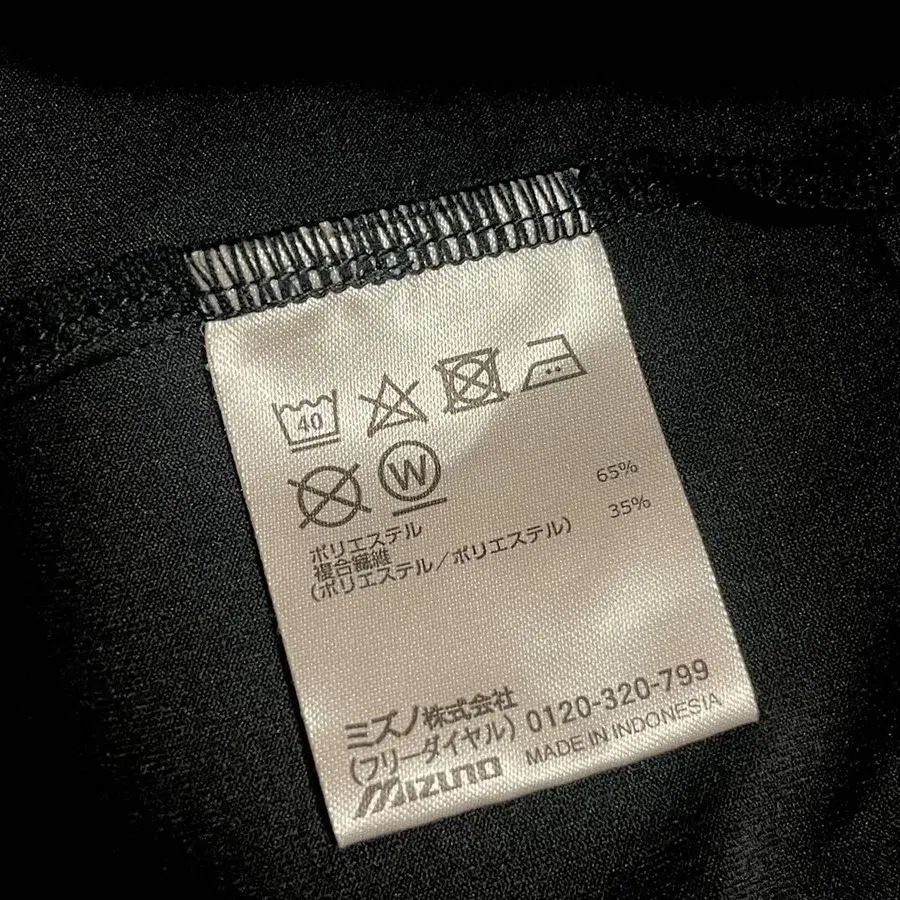 40
W
ポリエステル 65%
複合繊維 35%
(ポリエステル/ポリエステル)
ミズノ株式会社
(フリーダイヤル) 0120-320-799
MIZUNO MADE IN INDONESIA